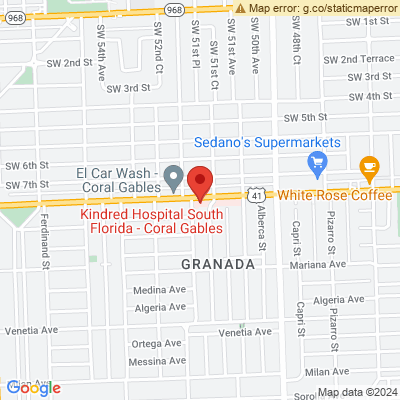 Map error: g.co/staticmaperror
968
SW 1st St
SW 54th Ave
SW 52nd Ct
968
SW 51st Pl
SW 51st Ct
SW 51st Ave
SW 50th Ave
SW 48th Ct
SW 2nd St
SW 2nd Terrace
SW 3rd St
SW 3rd St
SW 4th St
SW 5th St
Sedano's Supermarkets
SW 6th St
El Car Wash -
Coral Gables
SW 7th St
41
White Rose Coffee
Kindred Hospital South
Florida - Coral Gables
Ferdinand St
Alberca St
Capri St
Pizarro St
GRANADA
Mariana Ave
Medina Ave
Algeria Ave
Algeria Ave
Venetia Ave
Venetia Ave
Capri St
Pizarro St
Ortega Ave
Messina Ave
Milan Ave
Milan Ave
Google
Map data ©2024